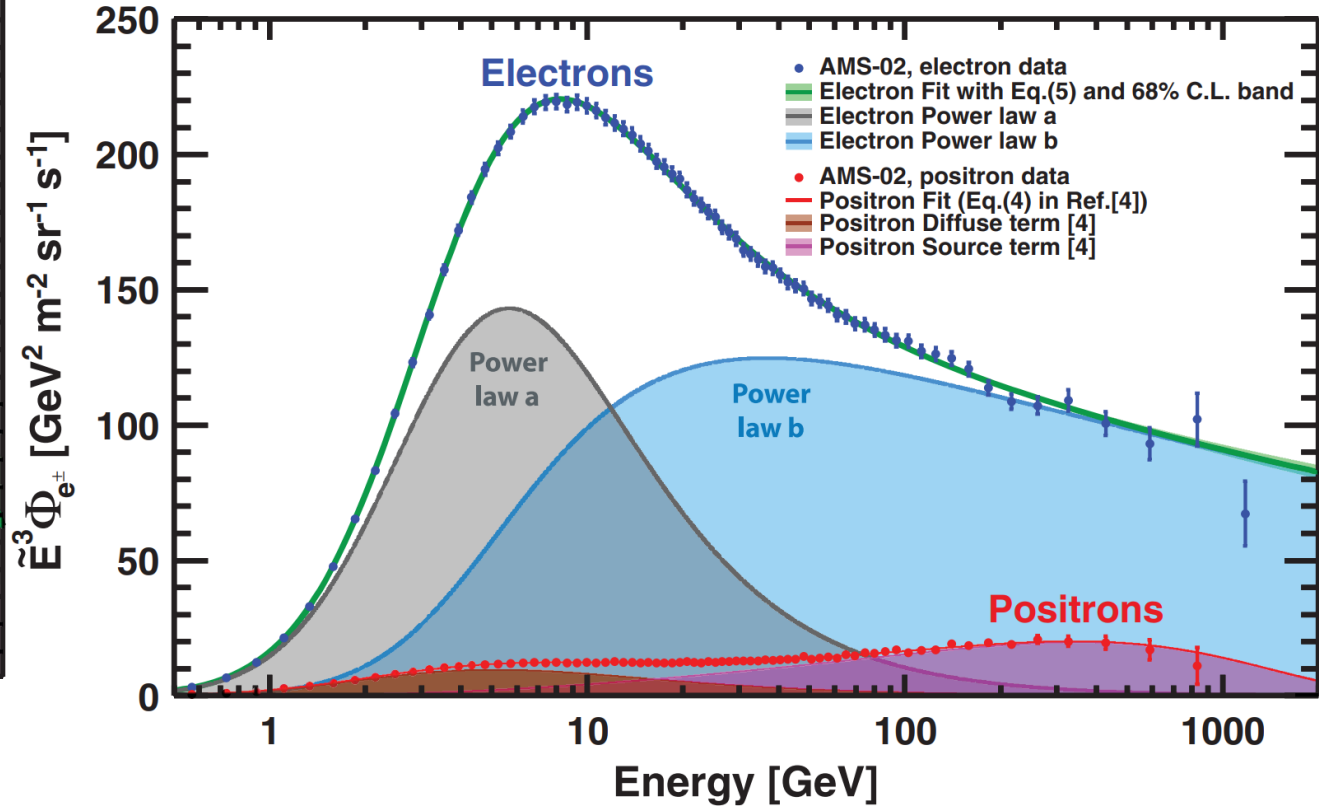 250
200
150
100
50
0
Ẽ³Φe± [GeV² m⁻² sr⁻¹ s⁻¹]
Electrons
AMS-02, electron data
Electron Fit with Eq.(5) and 68% C.L. band
Electron Power law a
Electron Power law b
AMS-02, positron data
Positron Fit (Eq.(4) in Ref.[4])
Positron Diffuse term [4]
Positron Source term [4]
Power
law a
Power
law b
Positrons
1 10 100 1000
Energy [GeV]